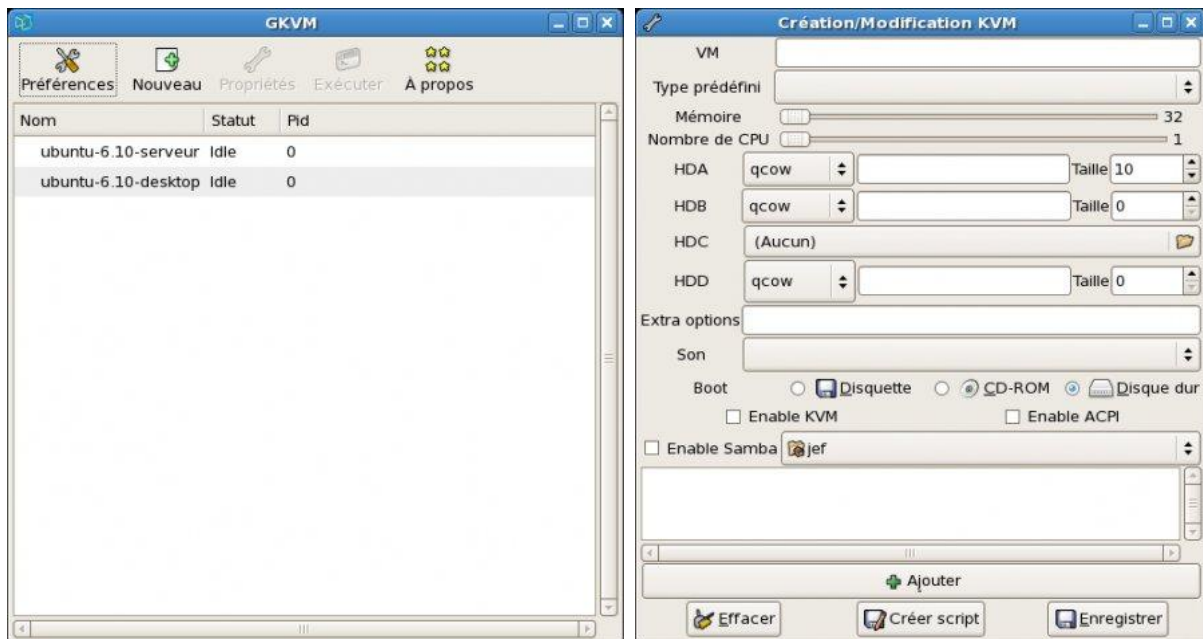 GKVM
Préférences Nouveau Propriétés Exécuter À propos
Nom Statut Pid
ubuntu-6.10-serveur Idle 0
ubuntu-6.10-desktop Idle 0
Création/Modification KVM
VM
Type prédéfini
Mémoire 32
Nombre de CPU 1
HDA qcow Taille 10
HDB qcow Taille 0
HDC (Aucun)
HDD qcow Taille 0
Extra options
Son
Boot Disquette CD-ROM Disque dur
Enable KVM Enable ACPI
Enable Samba jef
Ajouter
Effacer Créer script Enregistrer